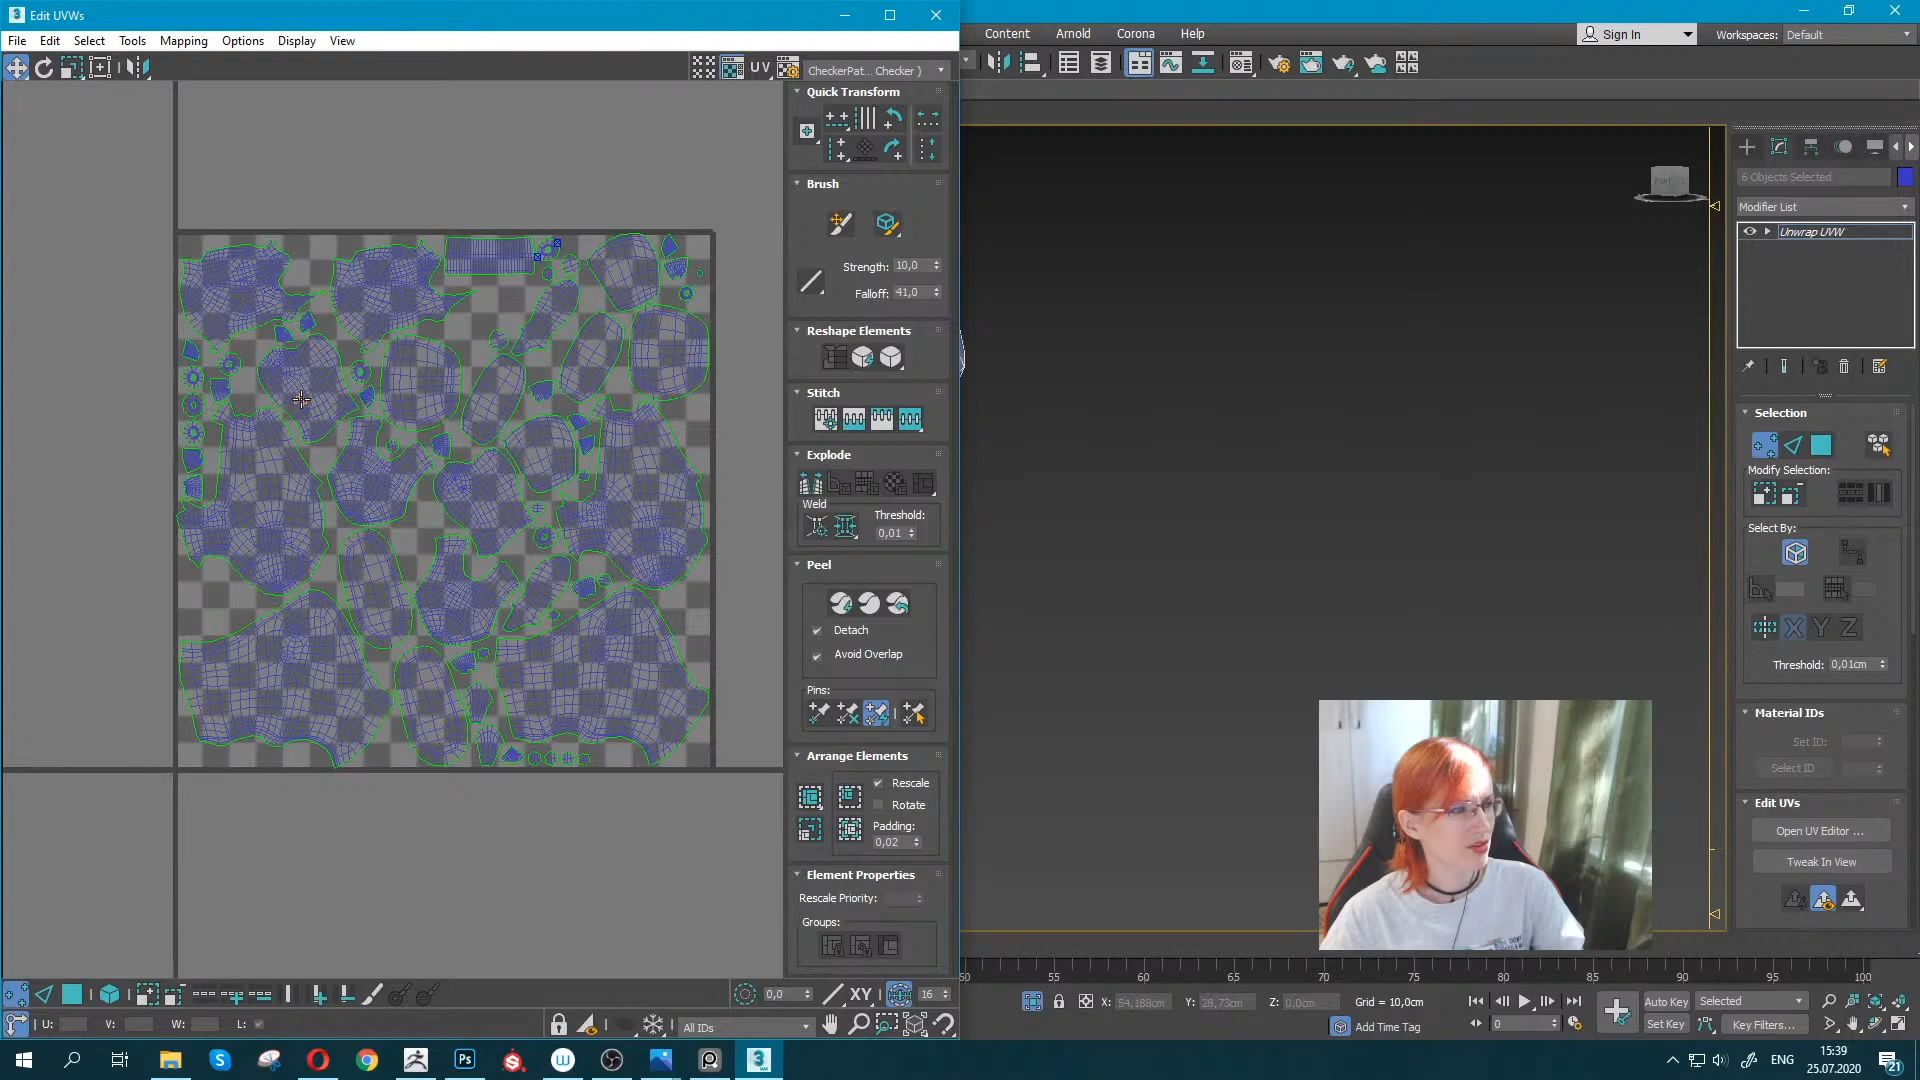 Edit UVWs
File Edit Select Tools Mapping Options Display View
Content Arnold Corona Help
Sign In
Workspaces: Default
UV
CheckerPat... Checker )
Quick Transform
Brush
Strength: 10,0
Falloff: 41,0
Reshape Elements
Stitch
Explode
Weld
Threshold:
0,01
Peel
Detach
Avoid Overlap
Pins:
Arrange Elements
Rescale
Rotate
Padding:
0,02
Element Properties
Rescale Priority:
Groups:
6 Objects Selected
Modifier List
Unwrap UVW
Selection
Modify Selection:
Select By:
X Y Z
Threshold: 0,01cm
Material IDs
Set ID:
Select ID
Edit UVs
Open UV Editor ...
Tweak In View
50 55 60 65 70 75 80 85 90 95 100
0,0
XY
16
U: V: W: L:
All IDs
X: 54,188cm Y: 28,73cm Z: 0,0cm Grid = 10,0cm
Add Time Tag
0
Auto Key Selected
Set Key Key Filters...
ENG
15:39
25.07.2020
21